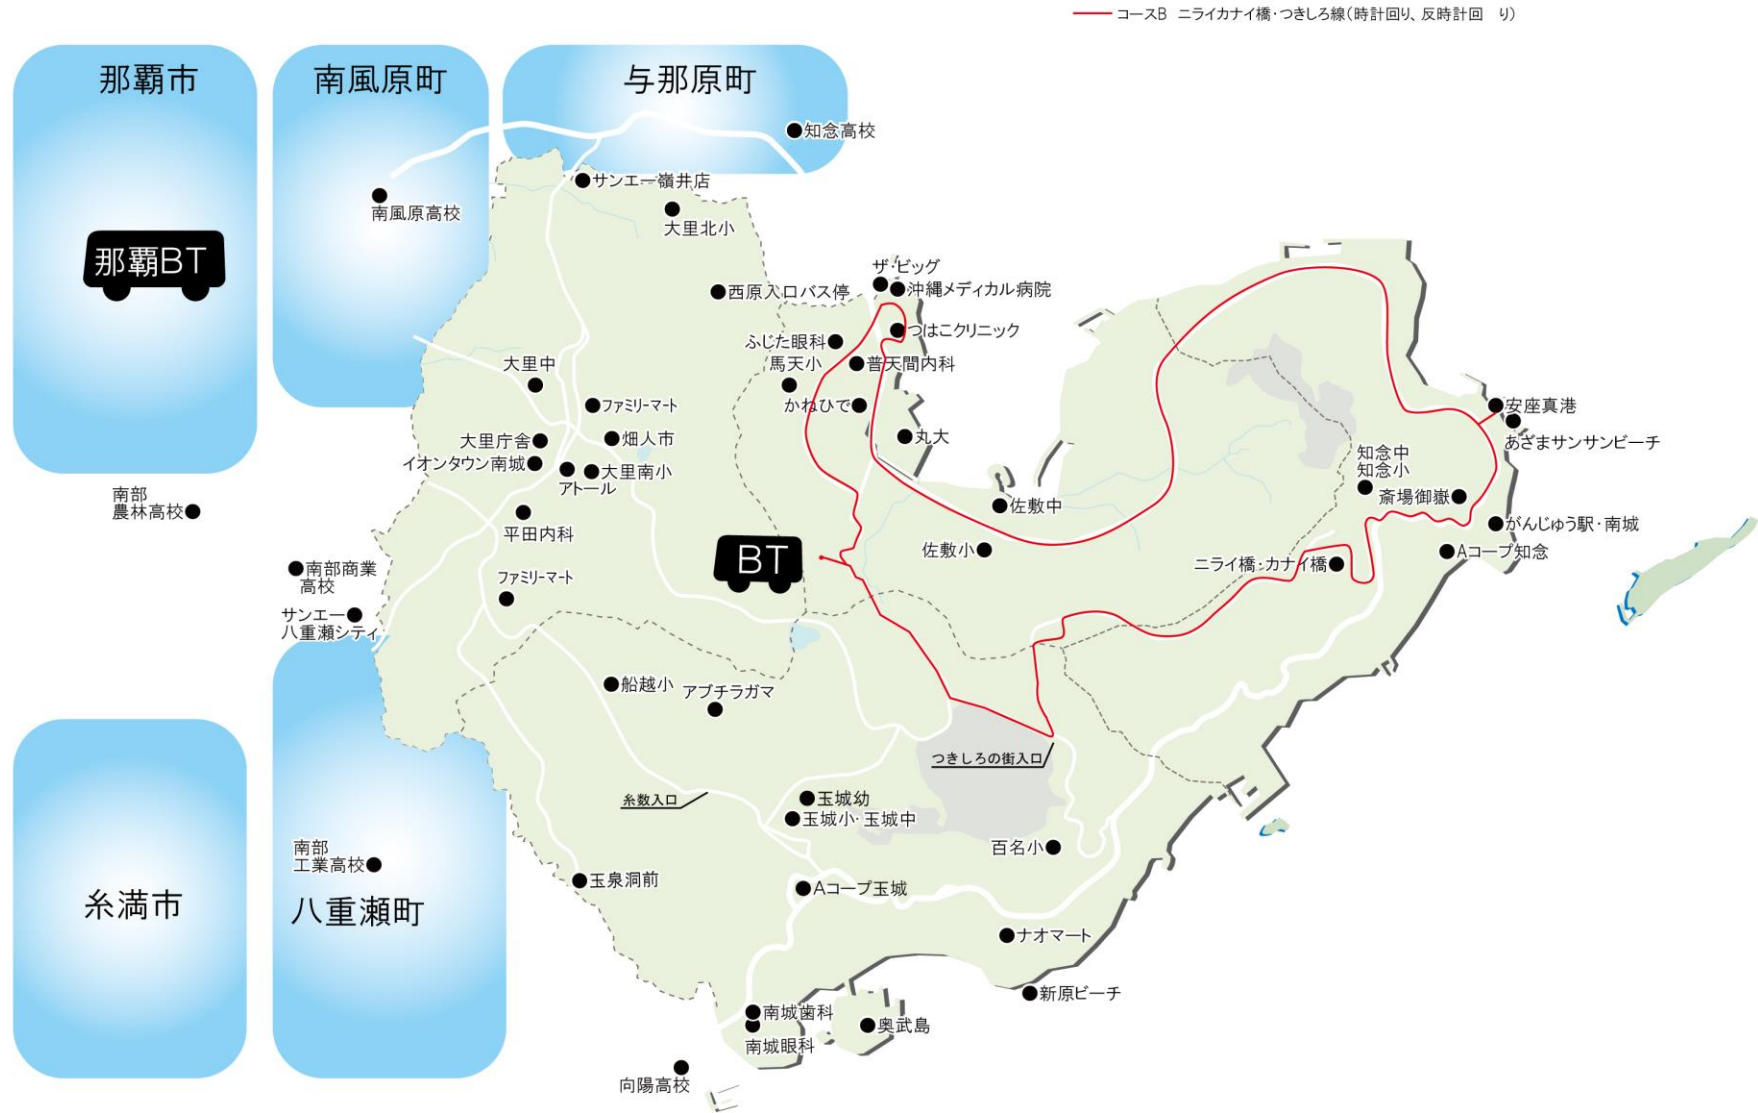 コースB ニライカナイ橋・つきしろ線(時計回り、反時計回 り)
那覇市
南風原町
与那原町
知念高校
サンエー嶺井店
南風原高校
大里北小
那覇BT
ザ・ビッグ
西原入口バス停
沖縄メディカル病院
つはこクリニック
ふじた眼科
馬天小
普天間内科
大里中
かねひで
ファミリーマート
安座真港
丸大
畑人市
大里庁舎
あざまサンサンビーチ
イオンタウン南城
知念中
知念小
大里南小
アトール
斎場御嶽
南部
農林高校
佐敷中
がんじゅう駅・南城
平田内科
佐敷小
Aコープ知念
BT
ニライ橋・カナイ橋
南部商業
高校
ファミリーマート
サンエー
八重瀬シティ
船越小
アブチラガマ
つきしろの街入口
糸数入口
玉城幼
玉城小・玉城中
南部
工業高校
百名小
玉泉洞前
Aコープ玉城
糸満市
八重瀬町
ナオマート
新原ビーチ
南城歯科
奥武島
南城眼科
向陽高校